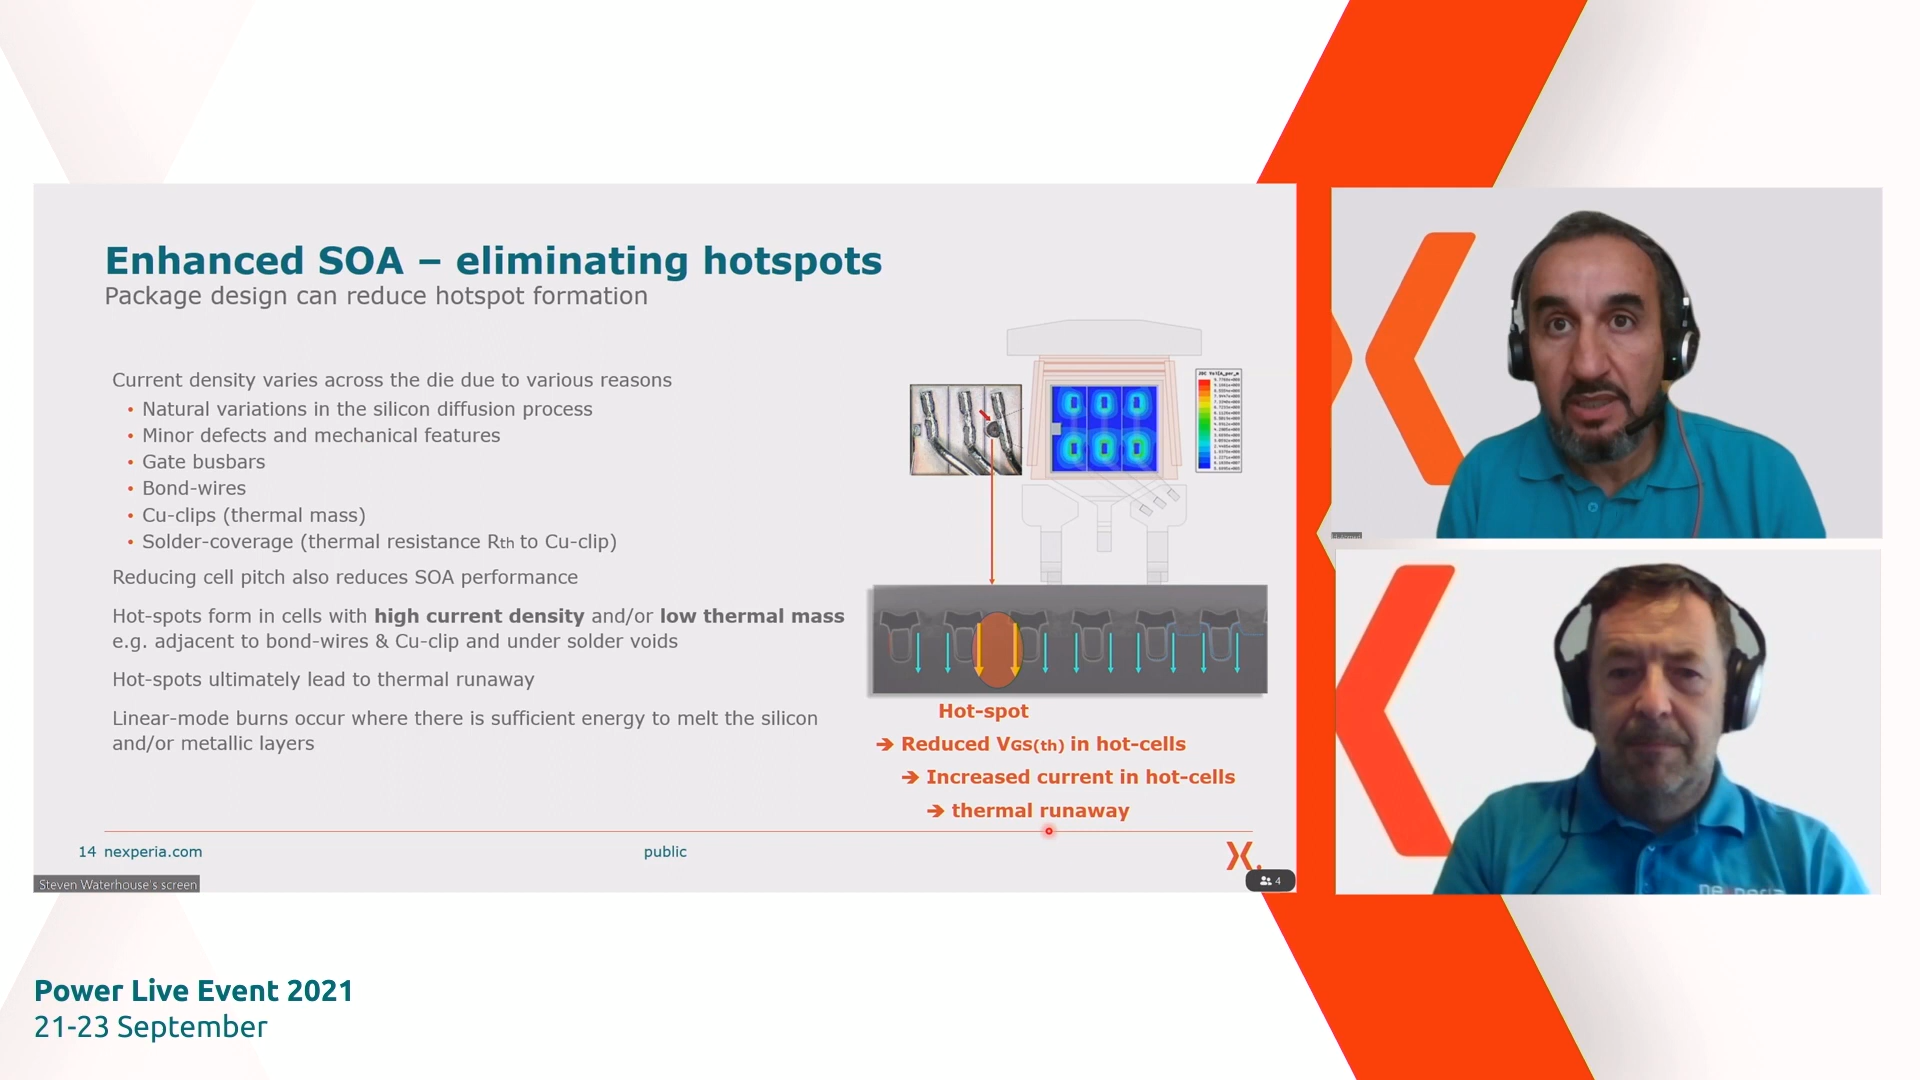 Enhanced SOA – eliminating hotspots
Package design can reduce hotspot formation
Current density varies across the die due to various reasons
• Natural variations in the silicon diffusion process
• Minor defects and mechanical features
• Gate busbars
• Bond-wires
• Cu-clips (thermal mass)
• Solder-coverage (thermal resistance Rth to Cu-clip)
Reducing cell pitch also reduces SOA performance
Hot-spots form in cells with high current density and/or low thermal mass
e.g. adjacent to bond-wires & Cu-clip and under solder voids
Hot-spots ultimately lead to thermal runaway
Linear-mode burns occur where there is sufficient energy to melt the silicon
and/or metallic layers
Hot-spot
➔ Reduced VGS(th) in hot-cells
➔ Increased current in hot-cells
➔ thermal runaway
14 nexperia.com
public
Steven Waterhouse's screen
4
nexperia
Power Live Event 2021
21-23 September